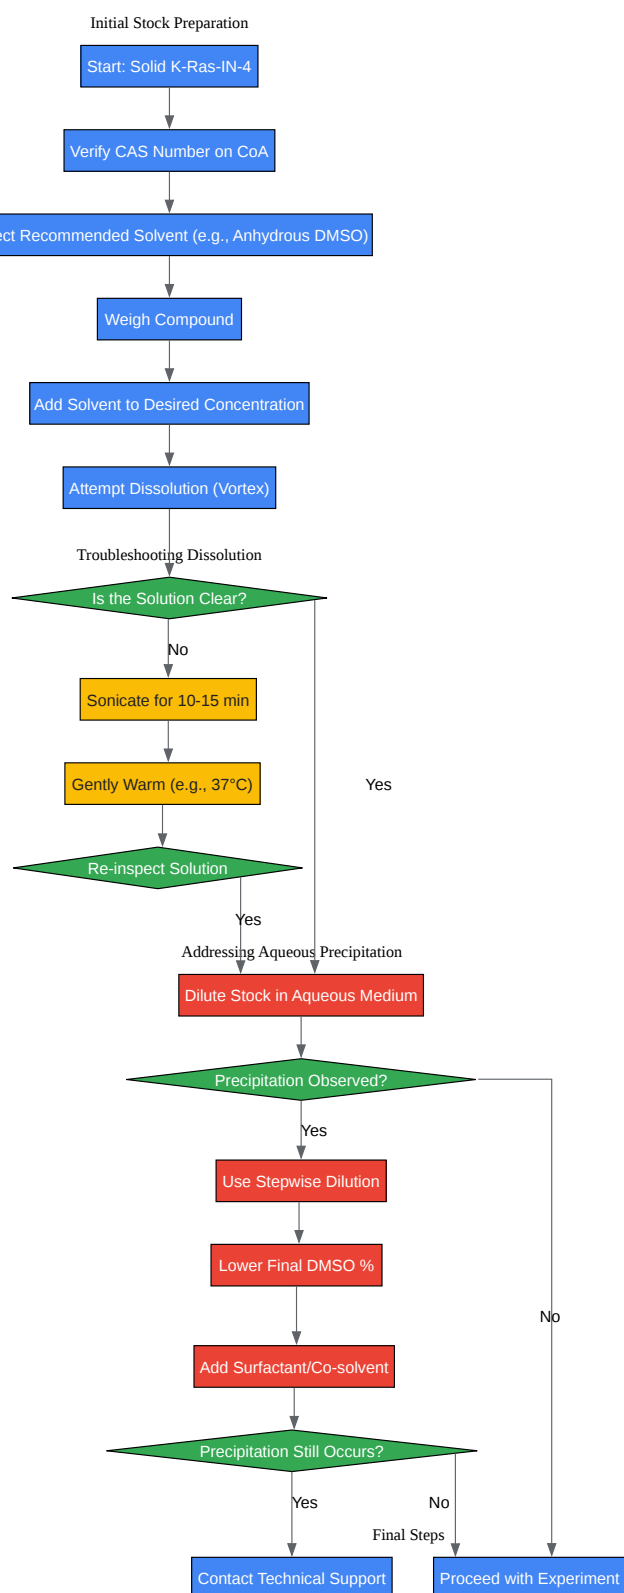 Initial Stock Preparation
Start: Solid K-Ras-IN-4
Verify CAS Number on CoA
Recommended Solvent (e.g., Anhydrous DMSO)
Weigh Compound
Add Solvent to Desired Concentration
Attempt Dissolution (Vortex)
Troubleshooting Dissolution
Is the Solution Clear?
No
Sonicate for 10-15 min
Gently Warm (e.g., 37°C)
Yes
Re-inspect Solution
Yes
Addressing Aqueous Precipitation
Dilute Stock in Aqueous Medium
Precipitation Observed?
Yes
Use Stepwise Dilution
Lower Final DMSO %
No
Add Surfactant/Co-solvent
Precipitation Still Occurs?
Yes
No
Final Steps
Contact Technical Support
Proceed with Experiment